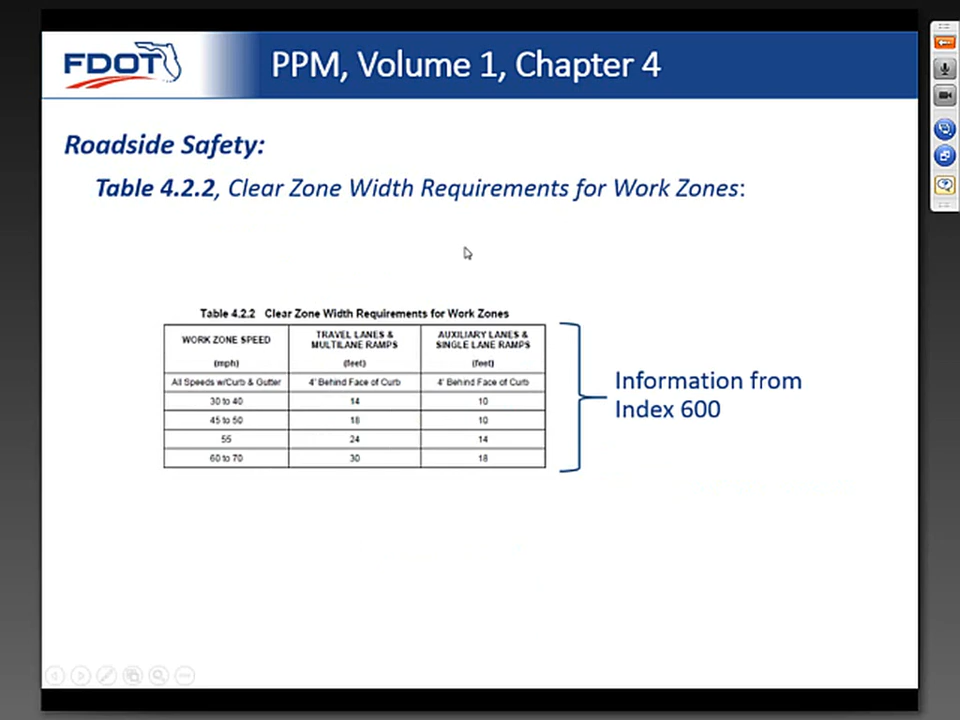 FDOT
PPM, Volume 1, Chapter 4
Roadside Safety:
Table 4.2.2, Clear Zone Width Requirements for Work Zones:
Table 4.2.2 Clear Zone Width Requirements for Work Zones
WORK ZONE SPEED (mph) TRAVEL LANES & MULTILANE RAMPS (feet) AUXILIARY LANES & SINGLE LANE RAMPS (feet)
All Speeds w/Curb & Gutter 4' Behind Face of Curb 4' Behind Face of Curb
30 to 40 14 10
45 to 50 18 10
55 24 14
60 to 70 30 18
Information from
Index 600